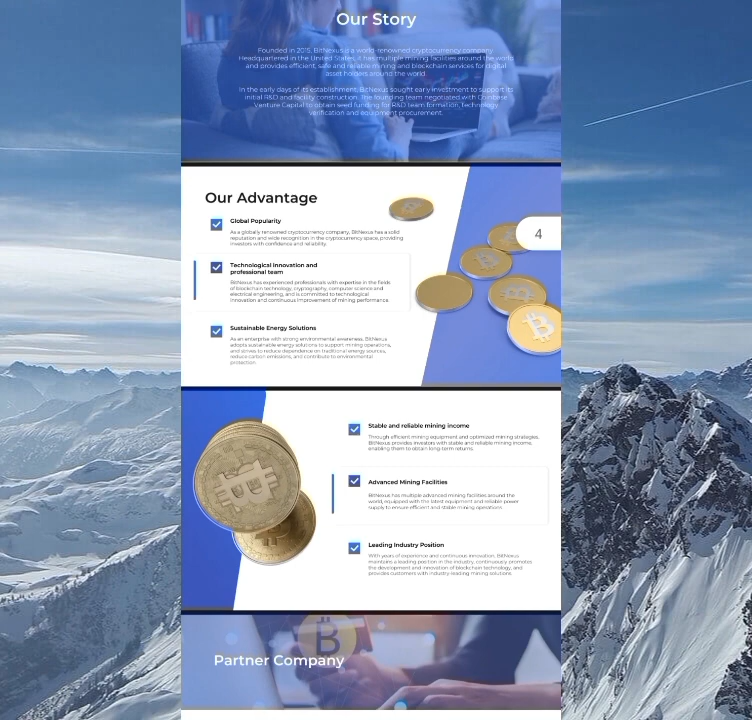 Our Story
Founded in 2015, BitNexus is a world-renowned cryptocurrency company.
Headquartered in the United States, it has multiple mining facilities around the world
and provides efficient, safe and reliable mining and blockchain services for digital
asset holders around the world.
In the early days of its establishment, BitNexus sought early investment to support its
initial R&D and facility construction. The founding team negotiated with Coinbase
Venture Capital to obtain seed funding for R&D team formation, technology
verification and equipment procurement.
Our Advantage
Global Popularity
As a globally renowned cryptocurrency company, BitNexus has a solid
reputation and wide recognition in the cryptocurrency space, providing
investors with confidence and reliability.
4
Technological innovation and
professional team
BitNexus has experienced professionals with expertise in the fields
of blockchain technology, cryptography, computer science and
electrical engineering, and is committed to technological
innovation and continuous improvement of mining performance.
Sustainable Energy Solutions
As an enterprise with strong environmental awareness, BitNexus
adopts sustainable energy solutions to support mining operations,
and strives to reduce dependence on traditional energy sources,
reduce carbon emissions, and contribute to environmental
protection
Stable and reliable mining income
Through efficient mining equipment and optimized mining strategies,
BitNexus provides investors with stable and reliable mining income,
enabling them to obtain long-term returns.
Advanced Mining Facilities
BitNexus has multiple advanced mining facilities around the
world, equipped with the latest equipment and reliable power
supply to ensure efficient and stable mining operations
Leading Industry Position
With years of experience and continuous innovation, BitNexus
maintains a leading position in the industry, continuously promotes
the development and innovation of blockchain technology, and
provides customers with industry-leading mining solutions.
Partner Company